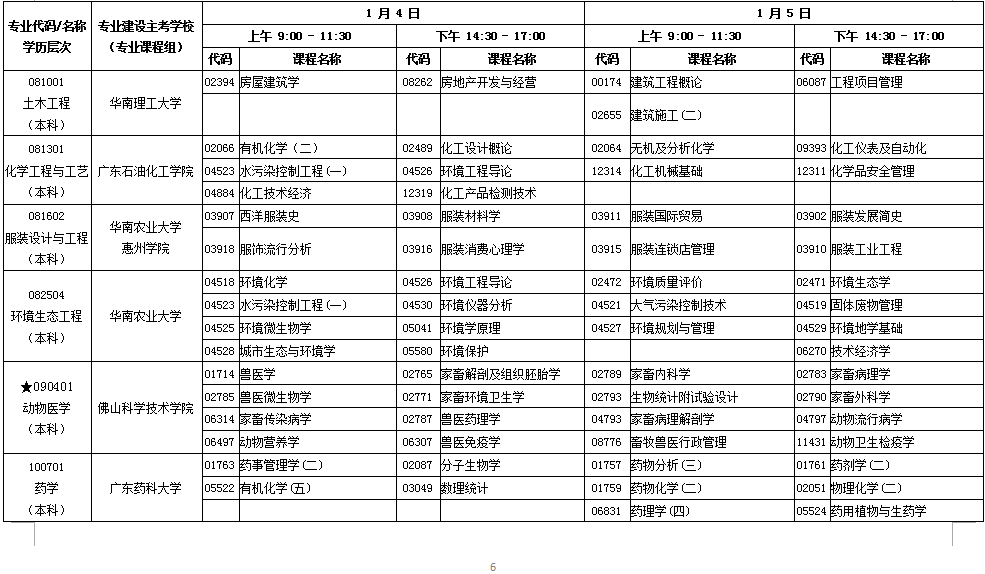 专业代码/名称 专业建设主考学校 1 月 4 日 1 月 5 日
学历层次 （专业课程组） 上午 9:00 - 11:30 下午 14:30 - 17:00 上午 9:00 - 11:30 下午 14:30 - 17:00
代码 课程名称 代码 课程名称 代码 课程名称 代码 课程名称
081001 02394 房屋建筑学 08262 房地产开发与经营 00174 建筑工程概论 06087 工程项目管理
土木工程 华南理工大学
（本科） 02655 建筑施工(二)
081301 02066 有机化学（二） 02489 化工设计概论 02064 无机及分析化学 09393 化工仪表及自动化
化学工程与工艺 广东石油化工学院 04523 水污染控制工程(一) 04526 环境工程导论 12314 化工机械基础 12311 化学品安全管理
（本科） 04884 化工技术经济 12319 化工产品检测技术
081602 华南农业大学 03907 西洋服装史 03908 服装材料学 03911 服装国际贸易 03902 服装发展简史
服装设计与工程 惠州学院
（本科） 03918 服饰流行分析 03916 服装消费心理学 03915 服装连锁店管理 03910 服装工业工程
04518 环境化学 04526 环境工程导论 02472 环境质量评价 02471 环境生态学
082504 04523 水污染控制工程(一) 04530 环境仪器分析 04521 大气污染控制技术 04519 固体废物管理
环境生态工程 华南农业大学 04525 环境微生物学 05041 环境学原理 04527 环境规划与管理 04529 环境地学基础
（本科） 04528 城市生态与环境学 05580 环境保护 06270 技术经济学
01714 兽医学 02765 家畜解剖及组织胚胎学 02789 家畜内科学 02783 家畜病理学
★090401 02785 兽医微生物学 02771 家畜环境卫生学 02793 生物统计附试验设计 02790 家畜外科学
动物医学 佛山科学技术学院 06314 家畜传染病学 02787 兽医药理学 04793 家畜病理解剖学 04797 动物流行病学
（本科） 06497 动物营养学 06307 兽医免疫学 08776 畜牧兽医行政管理 11431 动物卫生检疫学
100701 01763 药事管理学(二) 02087 分子生物学 01757 药物分析(三) 01761 药剂学(二)
药学 广东药科大学 05522 有机化学(五) 03049 数理统计 01759 药物化学(二) 02051 物理化学(二)
（本科） 06831 药理学(四) 05524 药用植物与生药学
6